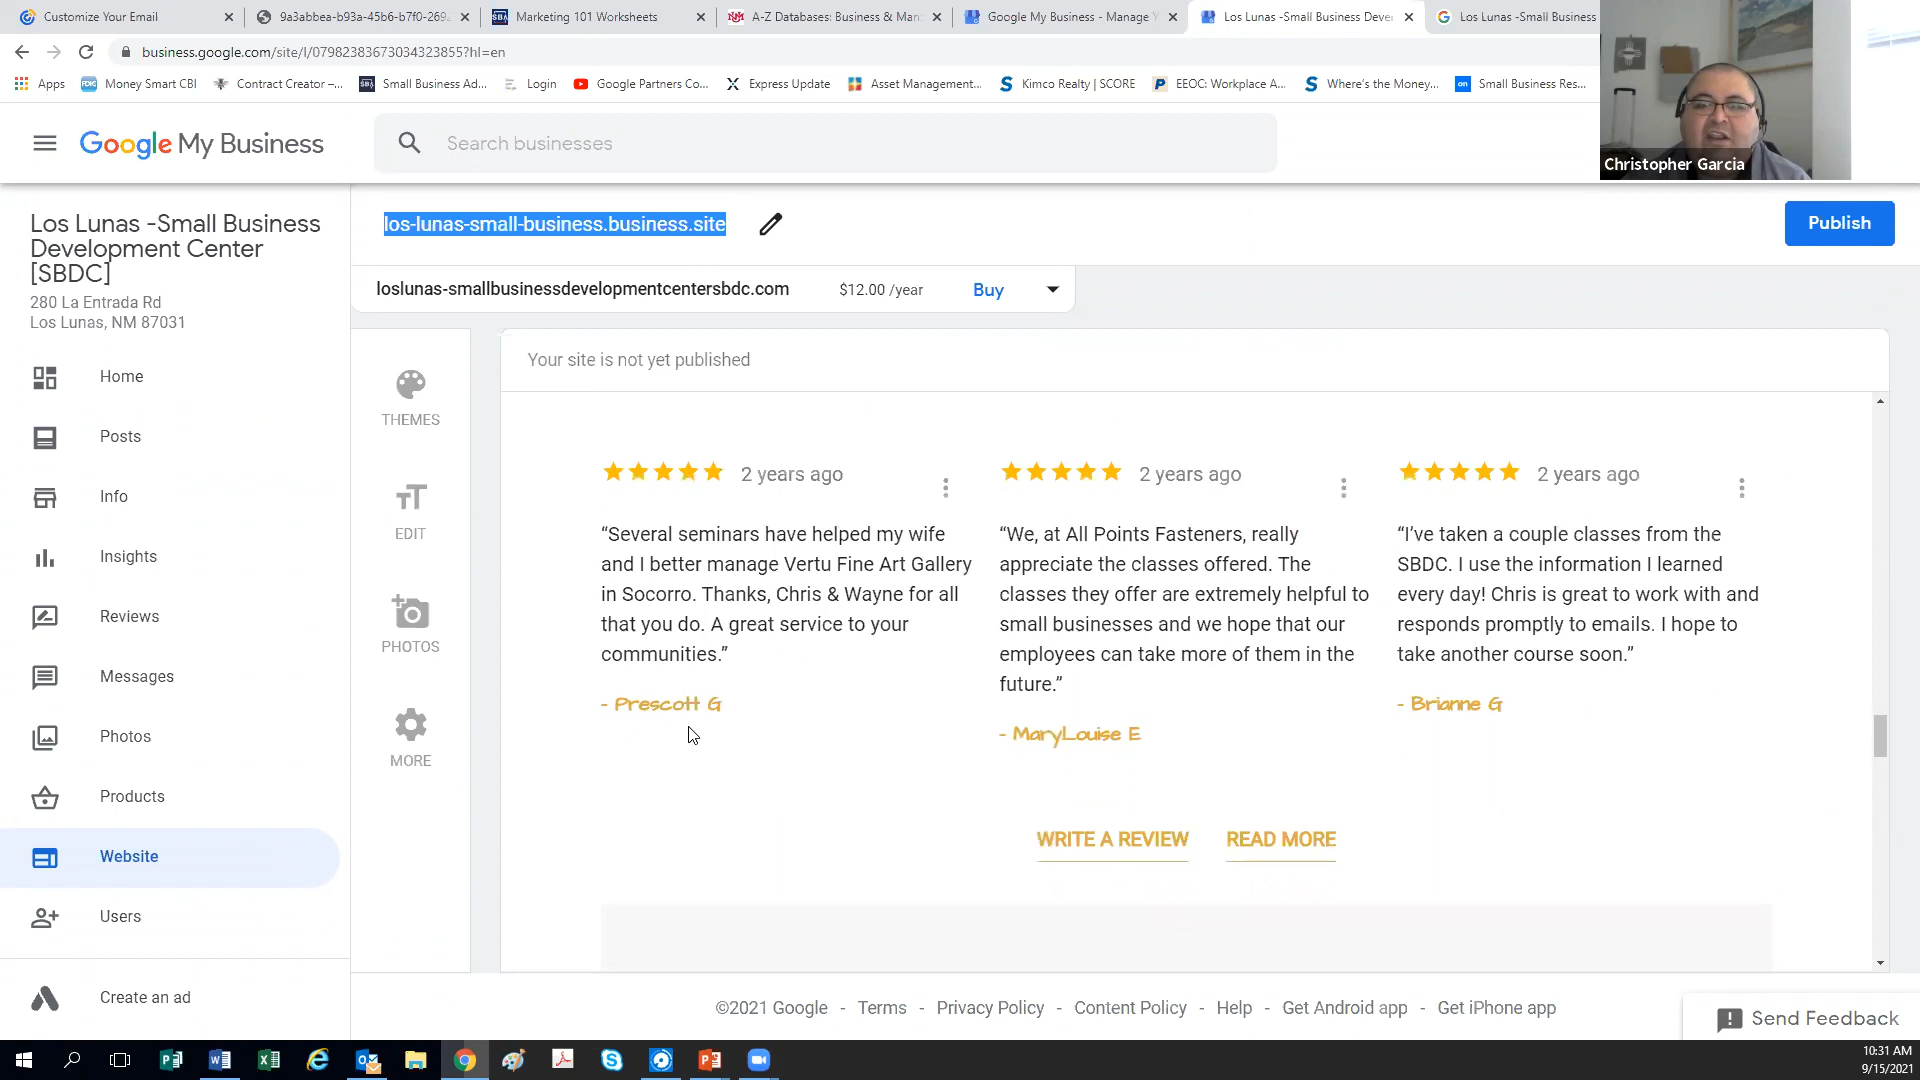 Customize Your Email
9a3abbea-b93a-45b6-b7f0-269
Marketing 101 Worksheets
A-Z Databases: Business & Man
Google My Business - Manage Y
Los Lunas -Small Business Deve
Los Lunas -Small Business
business.google.com/site/l/07982383673034323855?hl=en
Apps
Money Smart CBI
Contract Creator –...
Small Business Ad...
Login
Google Partners Co...
Express Update
Asset Management...
Kimco Realty | SCORE
EEOC: Workplace A...
Where's the Money...
Small Business Res...
Christopher Garcia
Google My Business
Search businesses
Los Lunas -Small Business
Development Center
[SBDC]
280 La Entrada Rd
Los Lunas, NM 87031
los-lunas-small-business.business.site
Publish
loslunas-smallbusinessdevelopmentcentersbdc.com
$12.00 /year
Buy
Home
Posts
Info
Insights
Reviews
Messages
Photos
Products
Website
Users
Create an ad
THEMES
EDIT
PHOTOS
MORE
Your site is not yet published
2 years ago
“Several seminars have helped my wife
and I better manage Vertu Fine Art Gallery
in Socorro. Thanks, Chris & Wayne for all
that you do. A great service to your
communities.”
- Prescott G
2 years ago
“We, at All Points Fasteners, really
appreciate the classes offered. The
classes they offer are extremely helpful to
small businesses and we hope that our
employees can take more of them in the
future.”
- MaryLouise E
2 years ago
“I’ve taken a couple classes from the
SBDC. I use the information I learned
every day! Chris is great to work with and
responds promptly to emails. I hope to
take another course soon.”
- Brianne G
WRITE A REVIEW
READ MORE
©2021 Google - Terms - Privacy Policy - Content Policy - Help - Get Android app - Get iPhone app
Send Feedback
10:31 AM
9/15/2021